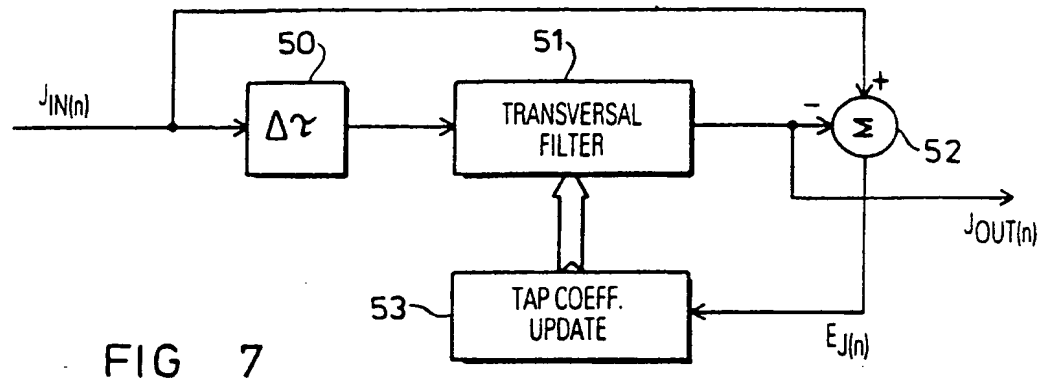 50
51
J_IN(n)
+
-
Δτ
TRANSVERSAL
FILTER
Σ
52
J_OUT(n)
53
TAP COEFF.
UPDATE
E_J(n)
FIG 7